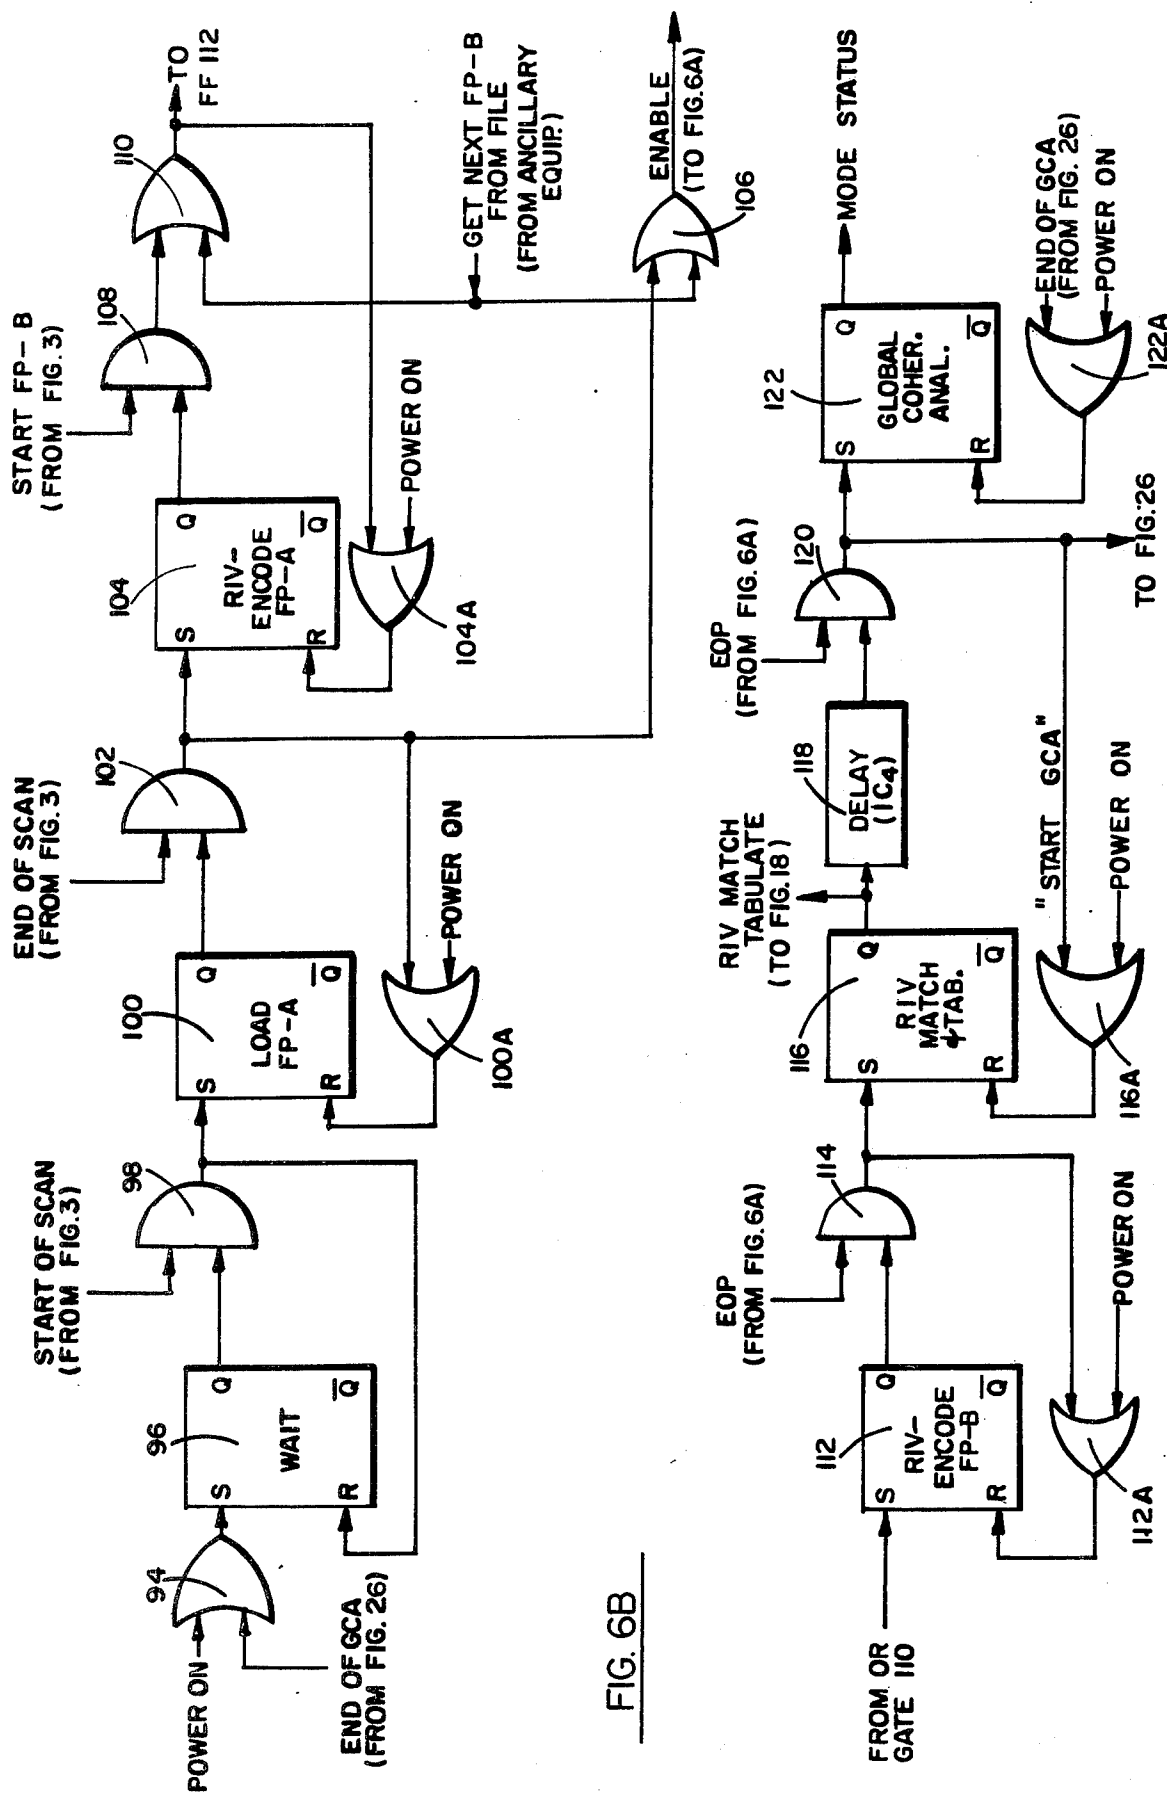 POWER ON
END OF GCA
(FROM FIG. 26)
94
96
S
Q
WAIT
R
Q
START OF SCAN
(FROM FIG.3)
98
100
S
Q
LOAD
FP-A
R
Q
100A
POWER ON
END OF SCAN
(FROM FIG.3)
102
104
S
Q
RIV-
ENCODE
FP-A
R
Q
104A
POWER ON
START FP-B
(FROM FIG.3)
108
110
TO
FF 112
GET NEXT FP-B
FROM FILE
(FROM ANCILLARY
EQUIP.)
106
ENABLE
(TO FIG.6A)
FIG. 6B
FROM OR
GATE 110
112
S
Q
RIV-
ENCODE
FP-B
R
Q
112A
POWER ON
EOP
(FROM FIG.6A)
114
116
S
Q
RIV
MATCH
& TAB.
R
Q
116A
POWER ON
RIV MATCH
TABULATE
(TO FIG.18)
118
DELAY
(1C4)
"START GCA"
EOP
(FROM FIG.6A)
120
TO FIG.26
122
S
Q
GLOBAL
COHER.
ANAL.
R
Q
122A
MODE STATUS
END OF GCA
(FROM FIG. 26)
POWER ON